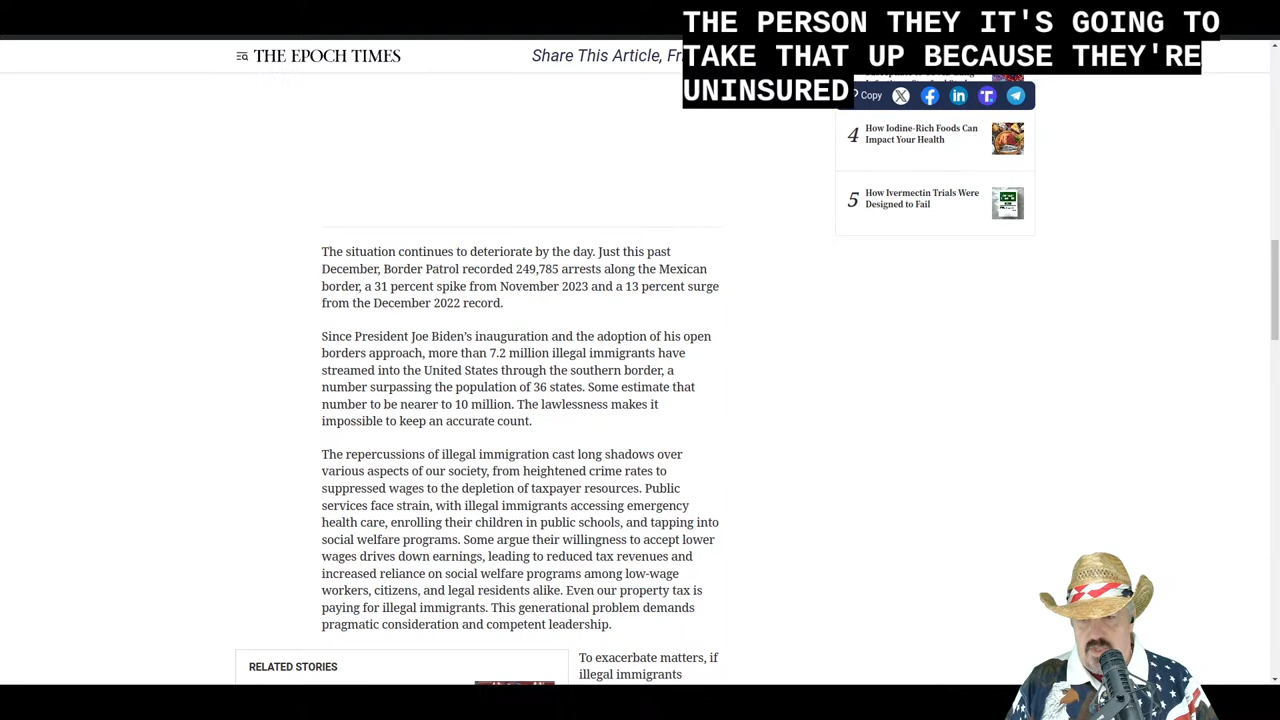 THE PERSON THEY IT'S GOING TO
TAKE THAT UP BECAUSE THEY'RE
UNINSURED
THE EPOCH TIMES
Share This Article, Fr
Copy
4
How Iodine-Rich Foods Can
Impact Your Health
5
How Ivermectin Trials Were
Designed to Fail
The situation continues to deteriorate by the day. Just this past
December, Border Patrol recorded 249,785 arrests along the Mexican
border, a 31 percent spike from November 2023 and a 13 percent surge
from the December 2022 record.
Since President Joe Biden's inauguration and the adoption of his open
borders approach, more than 7.2 million illegal immigrants have
streamed into the United States through the southern border, a
number surpassing the population of 36 states. Some estimate that
number to be nearer to 10 million. The lawlessness makes it
impossible to keep an accurate count.
The repercussions of illegal immigration cast long shadows over
various aspects of our society, from heightened crime rates to
suppressed wages to the depletion of taxpayer resources. Public
services face strain, with illegal immigrants accessing emergency
health care, enrolling their children in public schools, and tapping into
social welfare programs. Some argue their willingness to accept lower
wages drives down earnings, leading to reduced tax revenues and
increased reliance on social welfare programs among low-wage
workers, citizens, and legal residents alike. Even our property tax is
paying for illegal immigrants. This generational problem demands
pragmatic consideration and competent leadership.
RELATED STORIES
To exacerbate matters, if
illegal immigrants